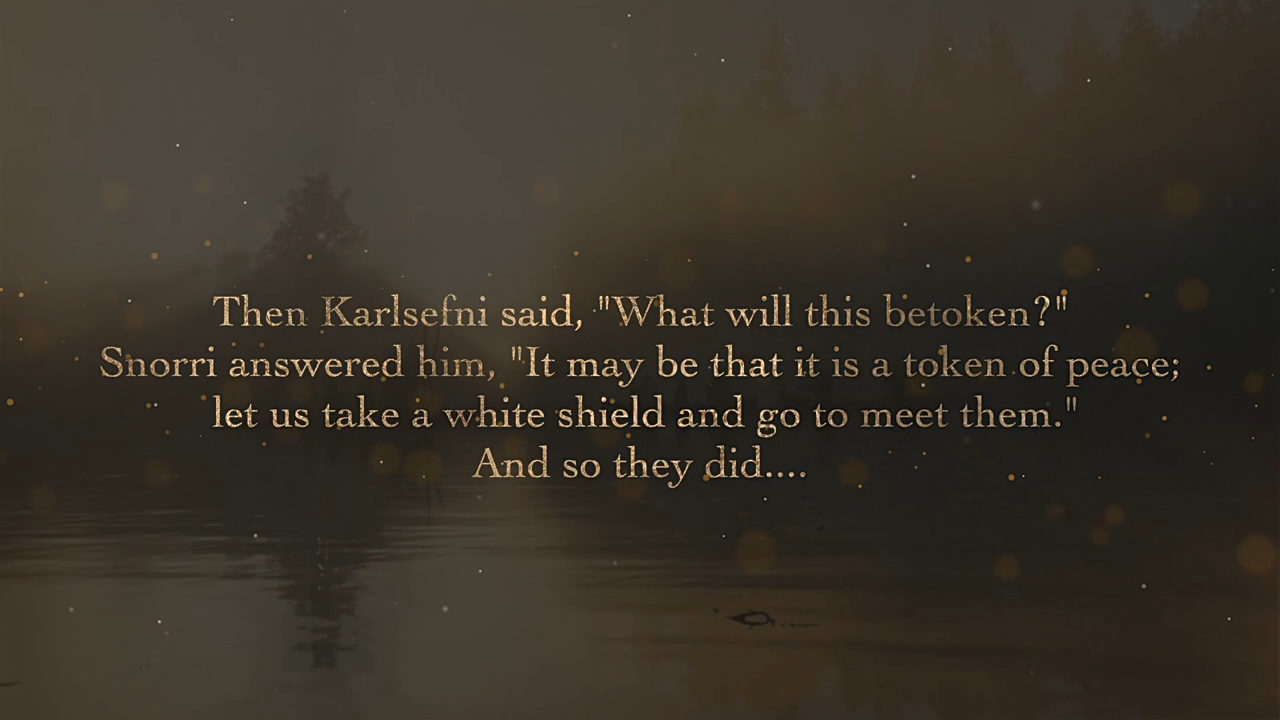 Then Karlsefni said, "What will this betoken?"
Snorri answered him, "It may be that it is a token of peace;
let us take a white shield and go to meet them."
And so they did....